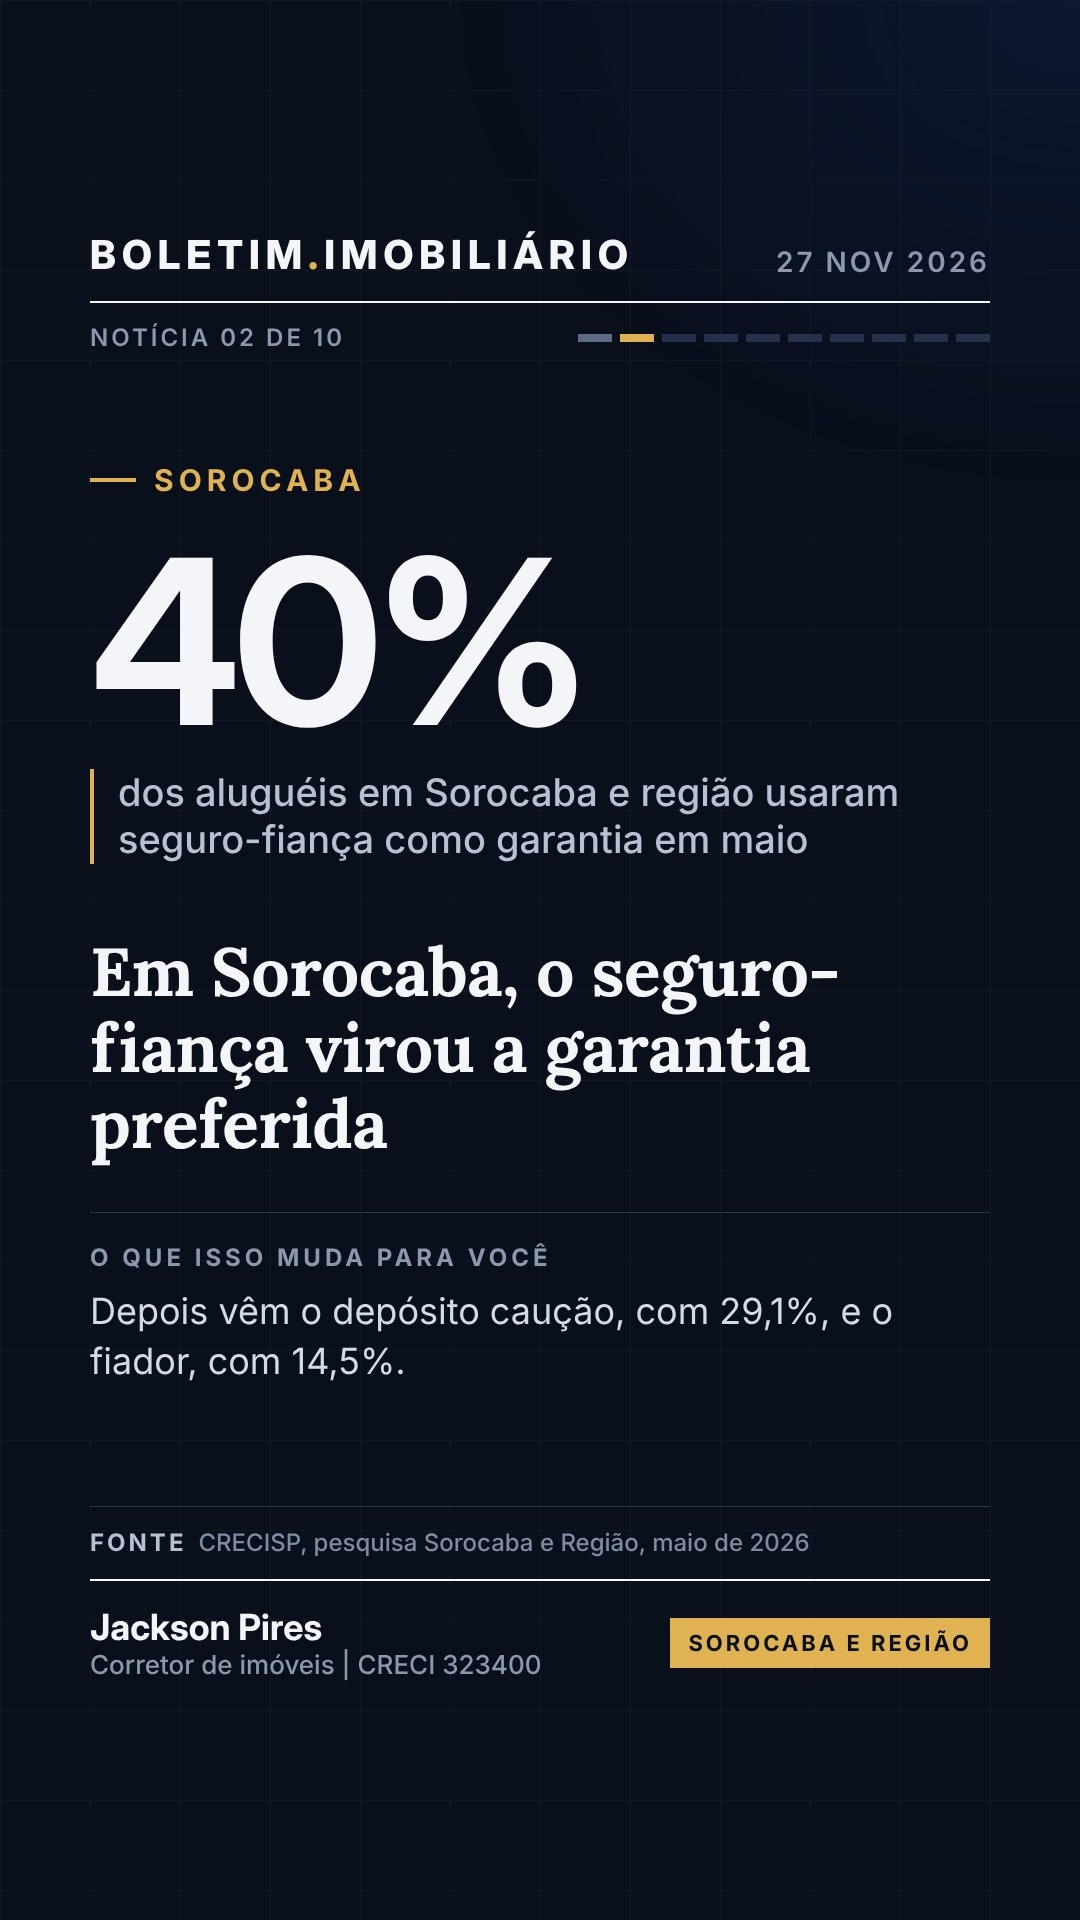 BOLETIM.IMOBILIÁRIO
27 NOV 2026
NOTÍCIA 02 DE 10
SOROCABA
40%
dos aluguéis em Sorocaba e região usaram
seguro-fiança como garantia em maio
Em Sorocaba, o seguro-
fiança virou a garantia
preferida
O QUE ISSO MUDA PARA VOCÊ
Depois vêm o depósito caução, com 29,1%, e o
fiador, com 14,5%.
FONTE CRECISP, pesquisa Sorocaba e Região, maio de 2026
Jackson Pires
Corretor de imóveis | CRECI 323400
SOROCABA E REGIÃO